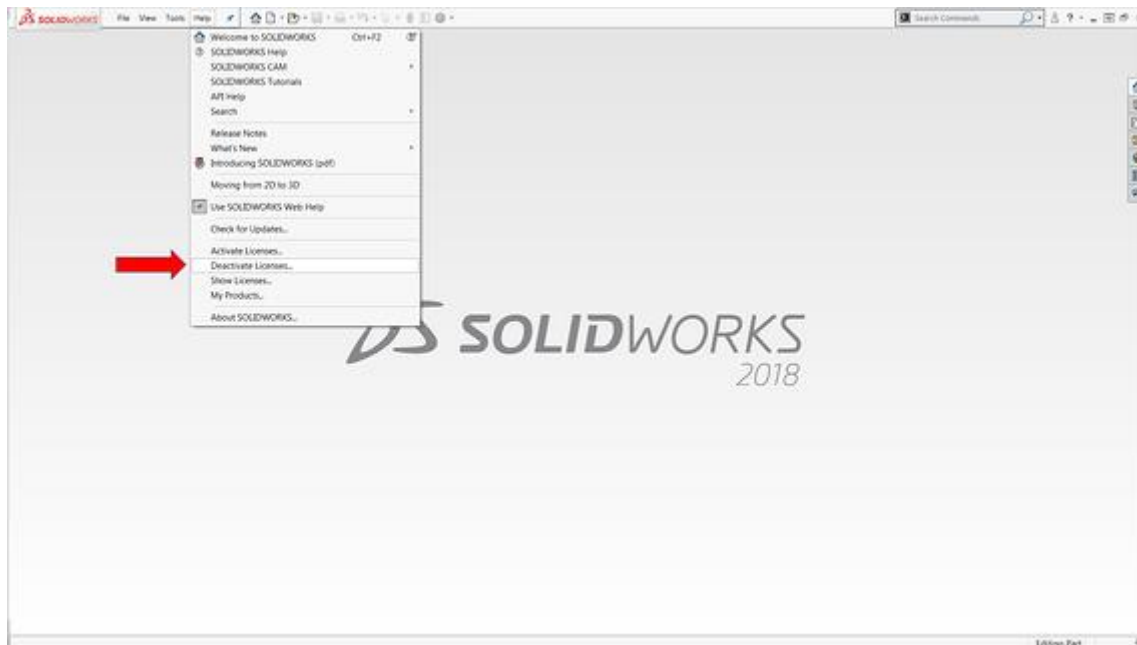 SOLIDWORKS File View Tools Help Search Commands
Welcome to SOLIDWORKS Ctrl+F2
SOLIDWORKS Help
SOLIDWORKS CAM
SOLIDWORKS Tutorials
API Help
Search
Release Notes
What's New
Introducing SOLIDWORKS (pdf)
Moving from 2D to 3D
Use SOLIDWORKS Web Help
Check for Updates...
Activate Licenses...
Deactivate Licenses...
Show Licenses...
My Products...
About SOLIDWORKS...
SOLIDWORKS
2018
Editing Part